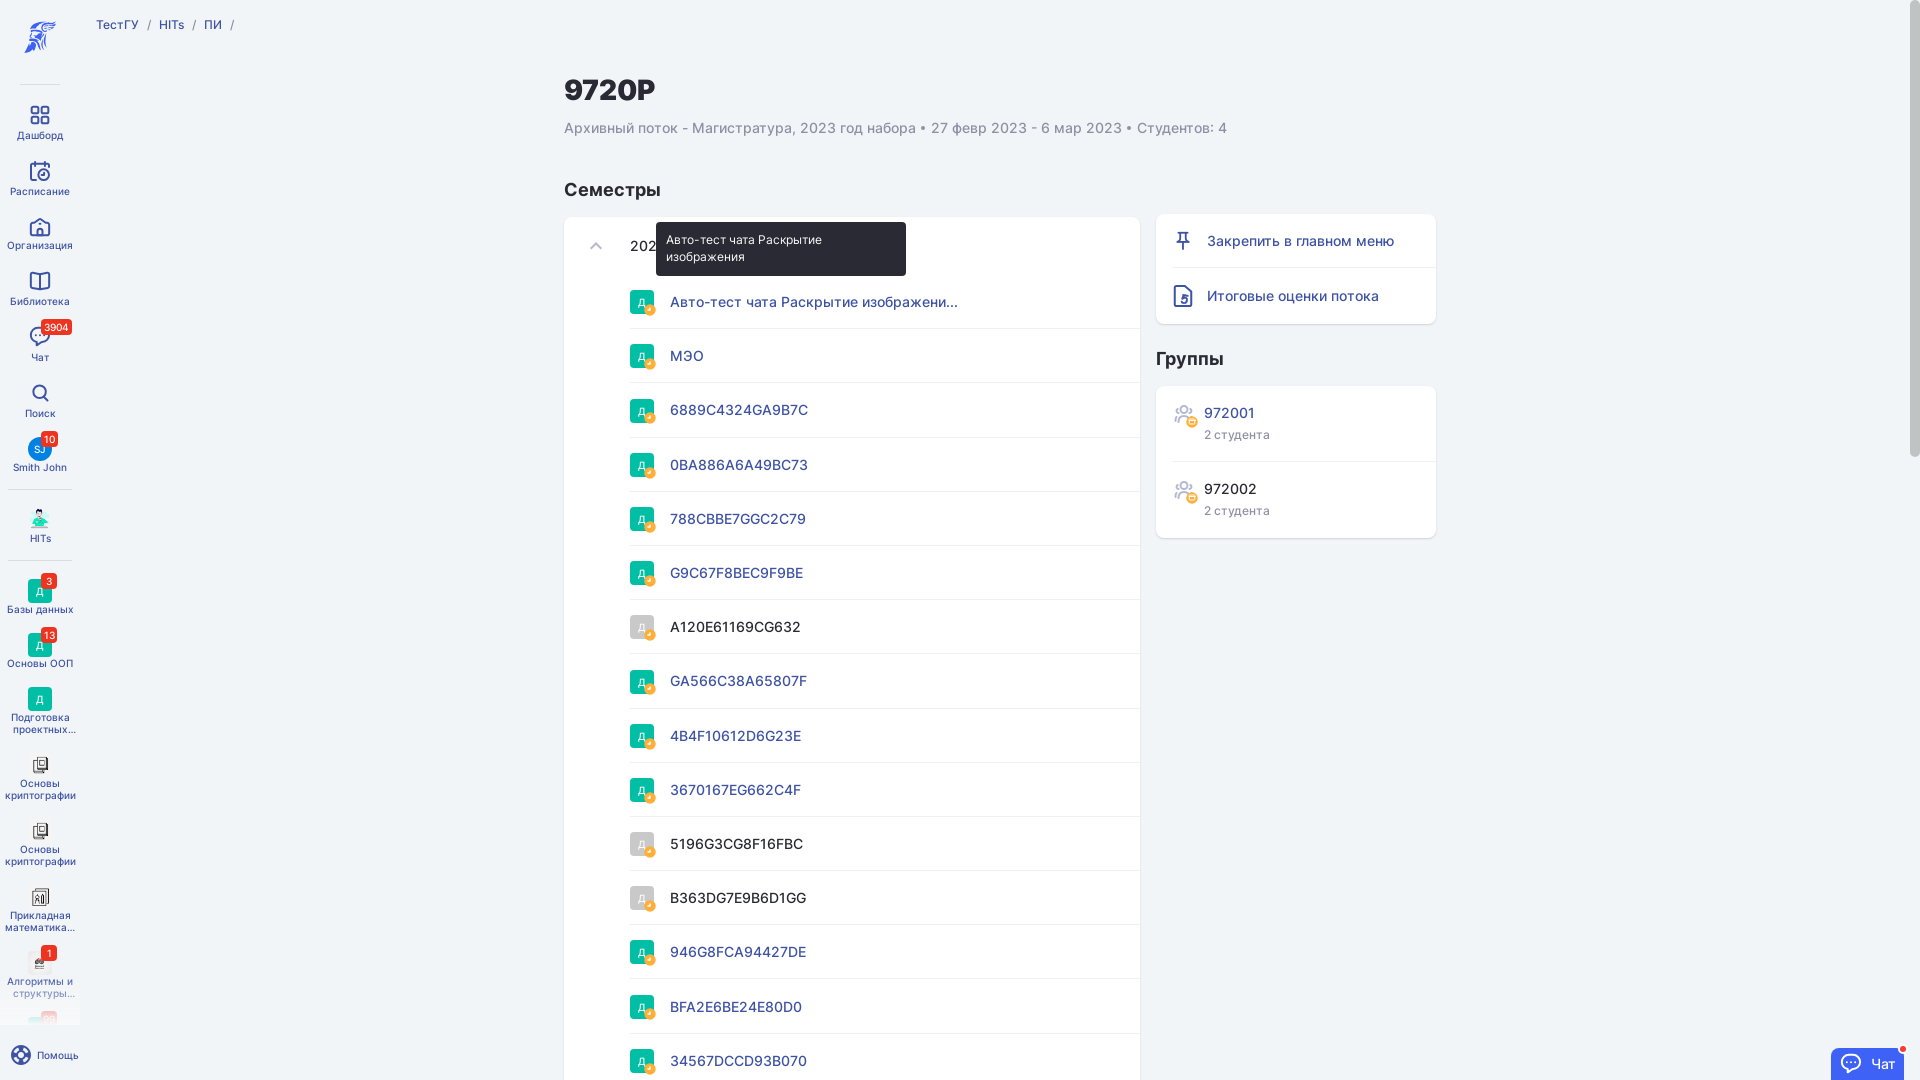 ТестГУ / HITs / ПИ /
9720P
Архивный поток - Магистратура, 2023 год набора • 27 февр 2023 - 6 мар 2023 • Студентов: 4
Семестры
202
Авто-тест чата Раскрытие
изображения
Д Авто-тест чата Раскрытие изображени...
Д МЭО
Д 6889C4324GA9B7C
Д 0BA886A6A49BC73
Д 788CBBE7GGC2C79
Д G9C67F8BEC9F9BE
Д A120E61169CG632
Д GA566C38A65807F
Д 4B4F10612D6G23E
Д 3670167EG662C4F
Д 5196G3CG8F16FBC
Д B363DG7E9B6D1GG
Д 946G8FCA94427DE
Д BFA2E6BE24E80D0
Д 34567DCCD93B070
Закрепить в главном меню
Итоговые оценки потока
Группы
972001
2 студента
972002
2 студента
Дашборд
Расписание
Организация
Библиотека
3904
Чат
Поиск
10
SJ
Smith John
HITs
3
Д
Базы данных
13
Д
Основы ООП
Д
Подготовка
проектных...
Основы
криптографии
Основы
криптографии
Прикладная
математика...
1
Алгоритмы и
структуры...
Помощь
Чат